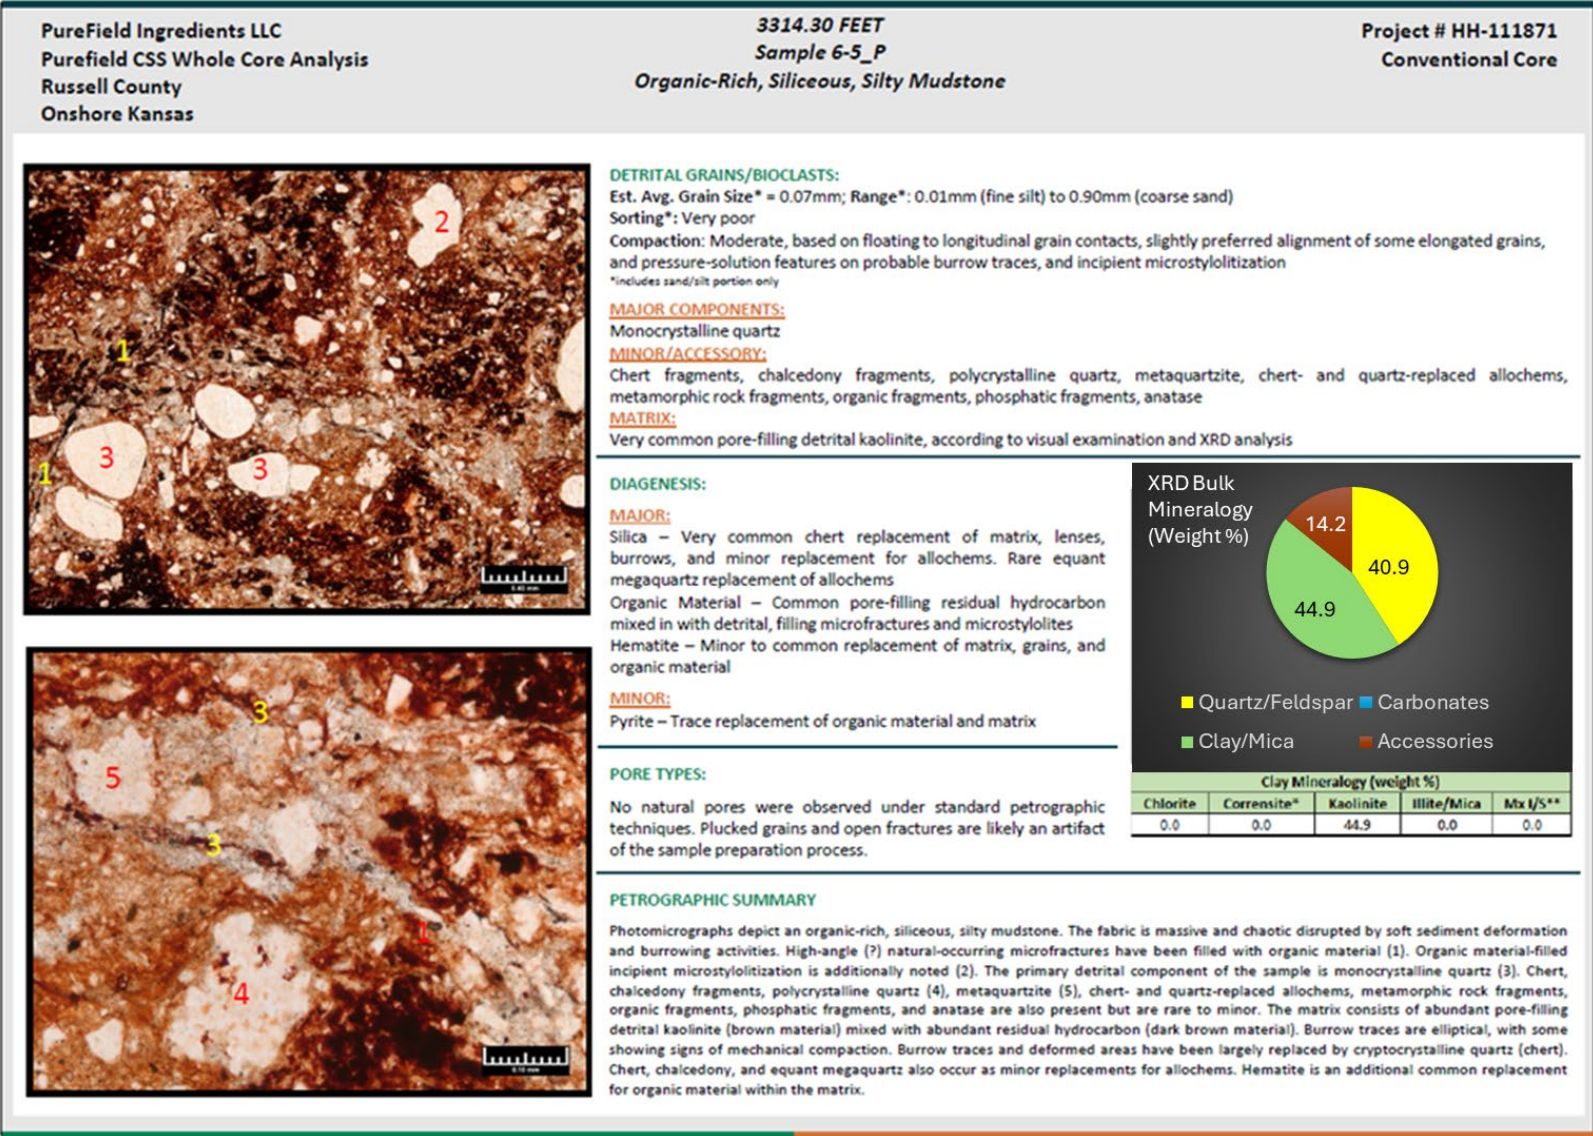 PureField Ingredients LLC
Purefield CSS Whole Core Analysis
Russell County
Onshore Kansas
3314.30 FEET
Sample 6-5_P
Organic-Rich, Siliceous, Silty Mudstone
Project # HH-111871
Conventional Core
2
1
3
3
1
0.40 mm
3
5
3
1
4
0.10 mm
DETRITAL GRAINS/BIOCLASTS:
Est. Avg. Grain Size* = 0.07mm; Range*: 0.01mm (fine silt) to 0.90mm (coarse sand)
Sorting*: Very poor
Compaction: Moderate, based on floating to longitudinal grain contacts, slightly preferred alignment of some elongated grains,
and pressure-solution features on probable burrow traces, and incipient microstylolitization
*includes sand/silt portion only
MAJOR COMPONENTS:
Monocrystalline quartz
MINOR/ACCESSORY:
Chert fragments, chalcedony fragments, polycrystalline quartz, metaquartzite, chert- and quartz-replaced allochems,
metamorphic rock fragments, organic fragments, phosphatic fragments, anatase
MATRIX:
Very common pore-filling detrital kaolinite, according to visual examination and XRD analysis
DIAGENESIS:
MAJOR:
Silica – Very common chert replacement of matrix, lenses,
burrows, and minor replacement for allochems. Rare equant
megaquartz replacement of allochems
Organic Material – Common pore-filling residual hydrocarbon
mixed in with detrital, filling microfractures and microstylolites
Hematite – Minor to common replacement of matrix, grains, and
organic material
MINOR:
Pyrite – Trace replacement of organic material and matrix
PORE TYPES:
No natural pores were observed under standard petrographic
techniques. Plucked grains and open fractures are likely an artifact
of the sample preparation process.
XRD Bulk
Mineralogy
(Weight %)
14.2
40.9
44.9
Quartz/Feldspar Carbonates
Clay/Mica Accessories
Clay Mineralogy (weight %)
Chlorite Corrensite* Kaolinite Illite/Mica Mx I/S**
0.0 0.0 44.9 0.0 0.0
PETROGRAPHIC SUMMARY
Photomicrographs depict an organic-rich, siliceous, silty mudstone. The fabric is massive and chaotic disrupted by soft sediment deformation
and burrowing activities. High-angle (?) natural-occurring microfractures have been filled with organic material (1). Organic material-filled
incipient microstylolitization is additionally noted (2). The primary detrital component of the sample is monocrystalline quartz (3). Chert,
chalcedony fragments, polycrystalline quartz (4), metaquartzite (5), chert- and quartz-replaced allochems, metamorphic rock fragments,
organic fragments, phosphatic fragments, and anatase are also present but are rare to minor. The matrix consists of abundant pore-filling
detrital kaolinite (brown material) mixed with abundant residual hydrocarbon (dark brown material). Burrow traces are elliptical, with some
showing signs of mechanical compaction. Burrow traces and deformed areas have been largely replaced by cryptocrystalline quartz (chert).
Chert, chalcedony, and equant megaquartz also occur as minor replacements for allochems. Hematite is an additional common replacement
for organic material within the matrix.